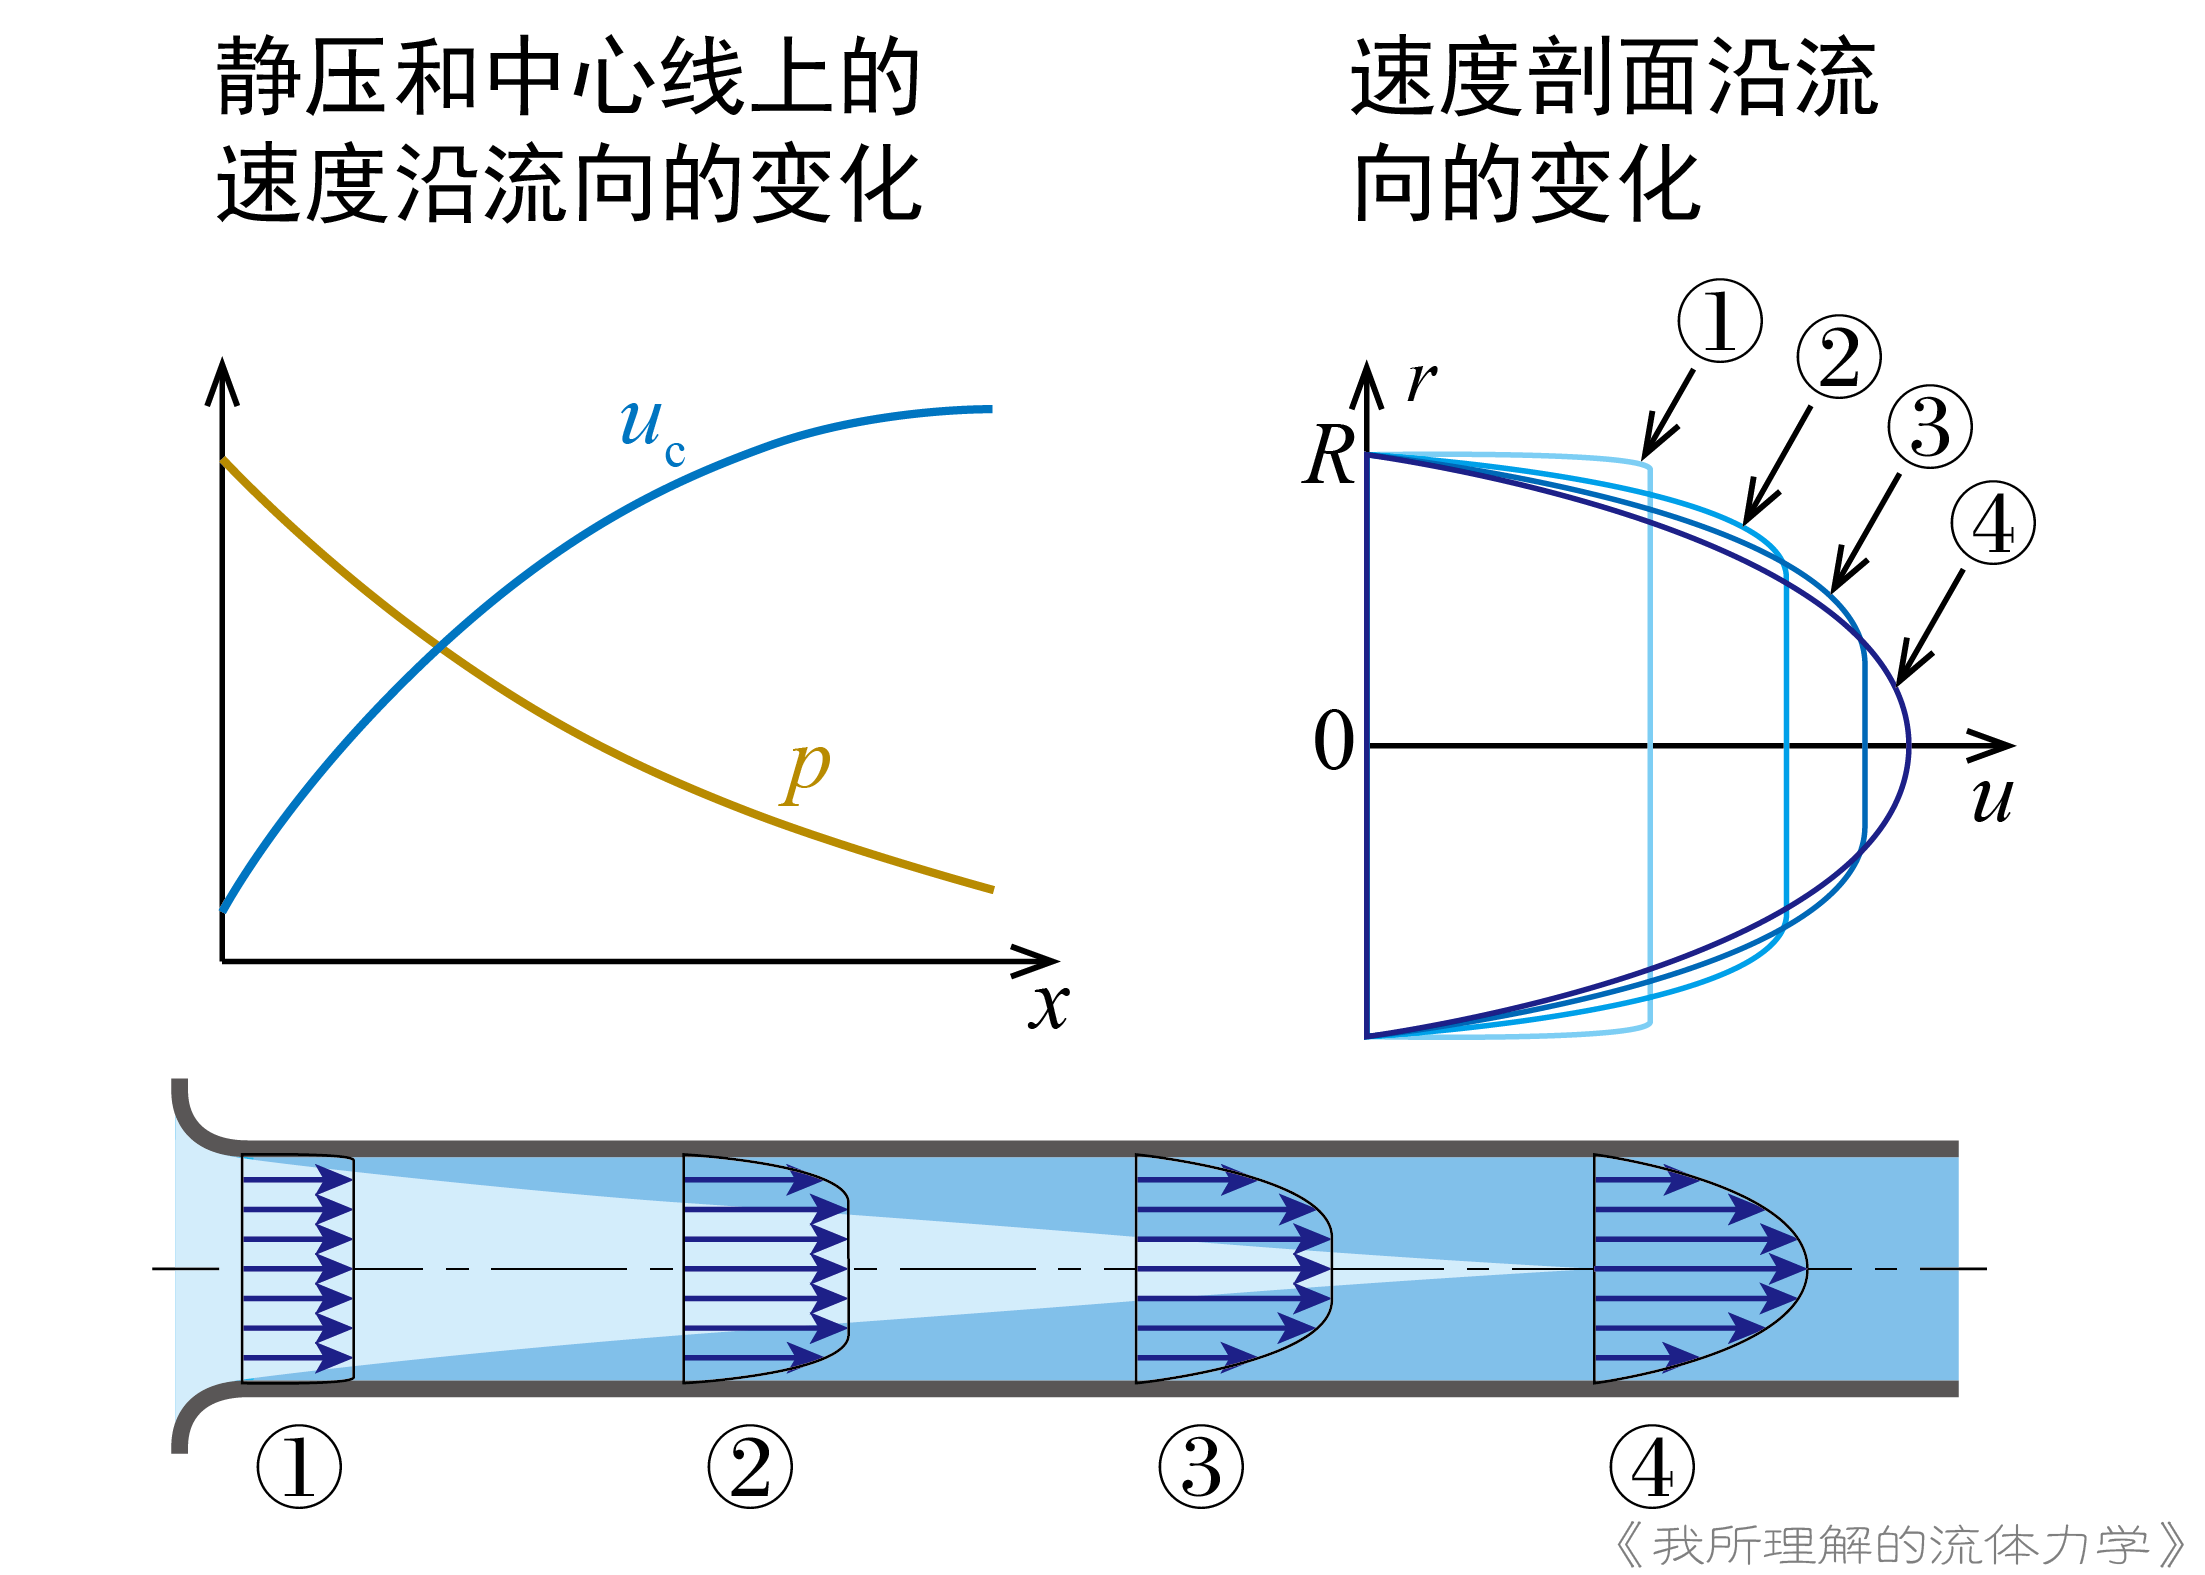 静压和中心线上的
速度沿流向的变化
速度剖面沿流
向的变化
u_c
p
x
r
R
0
u
①
②
③
④
①
②
③
④
《我所理解的流体力学》